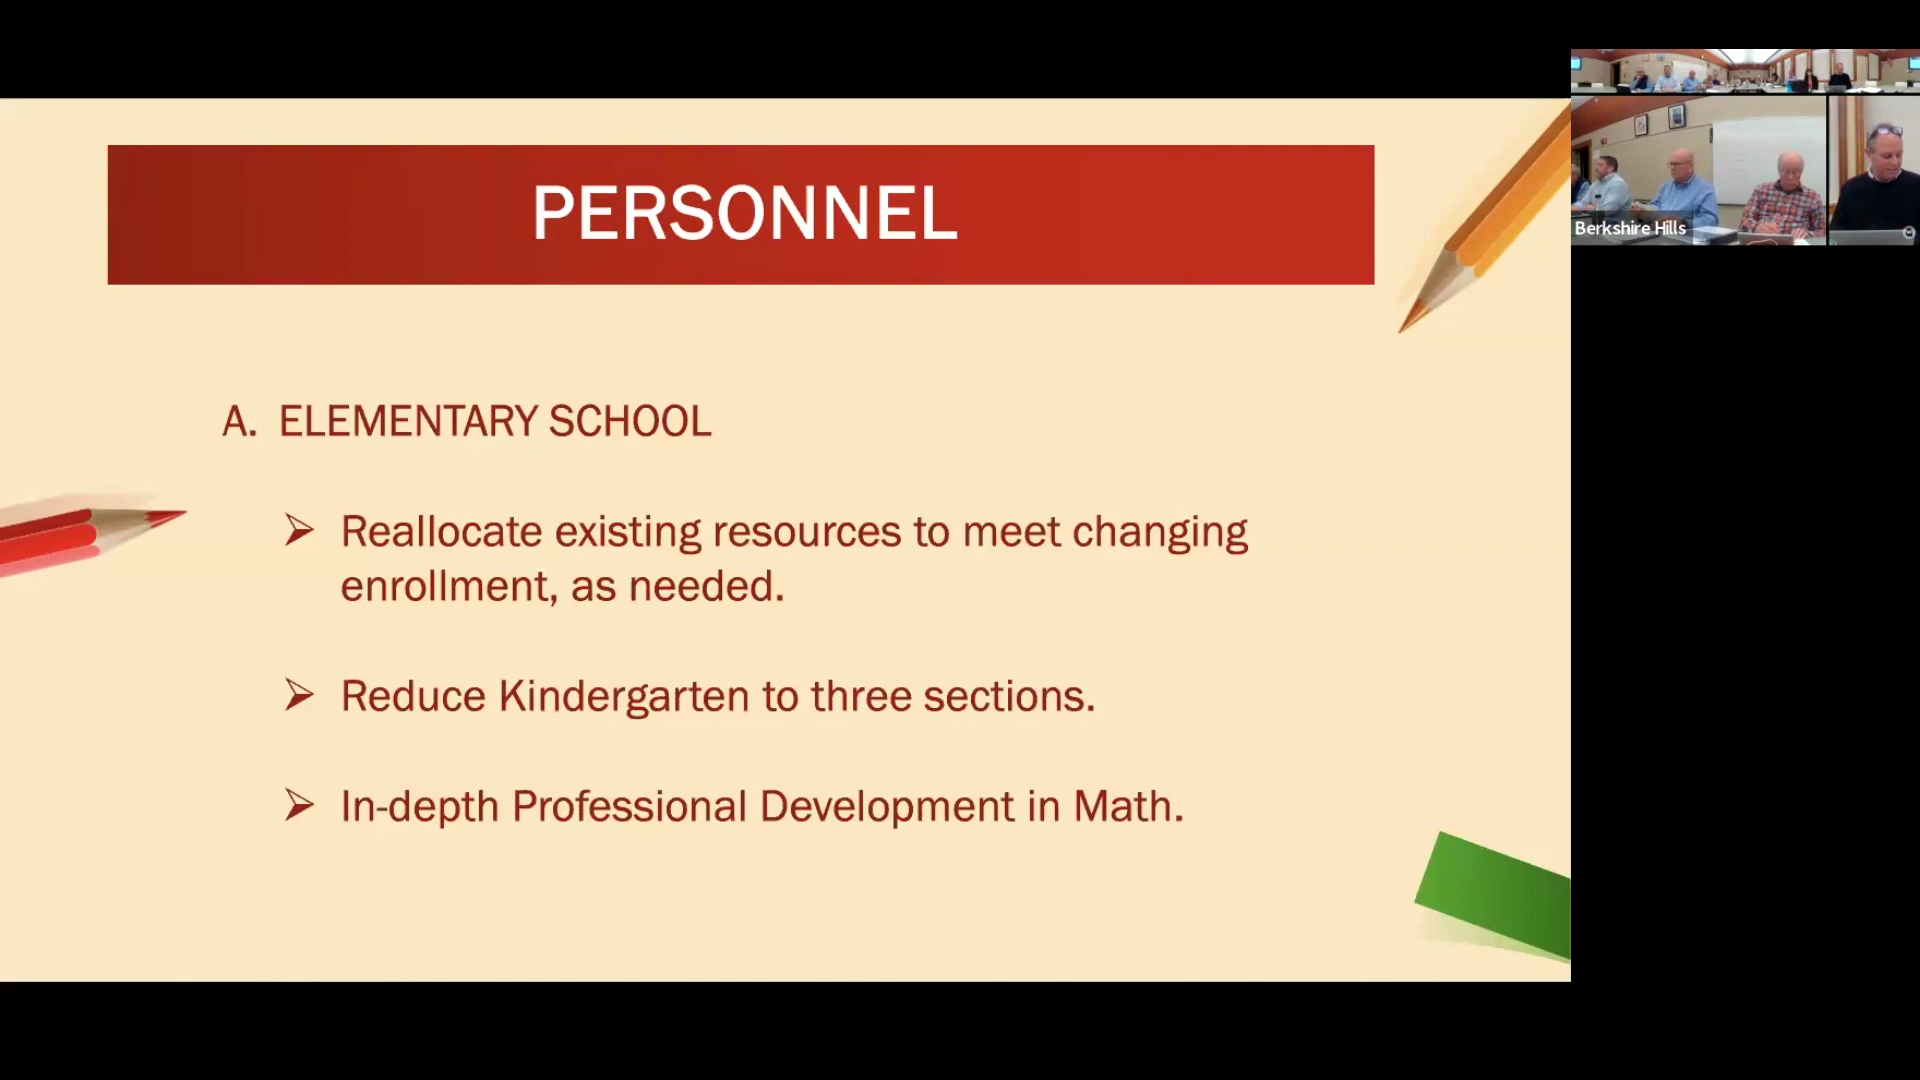 PERSONNEL
A. ELEMENTARY SCHOOL
➢ Reallocate existing resources to meet changing
enrollment, as needed.
➢ Reduce Kindergarten to three sections.
➢ In-depth Professional Development in Math.
Berkshire Hills